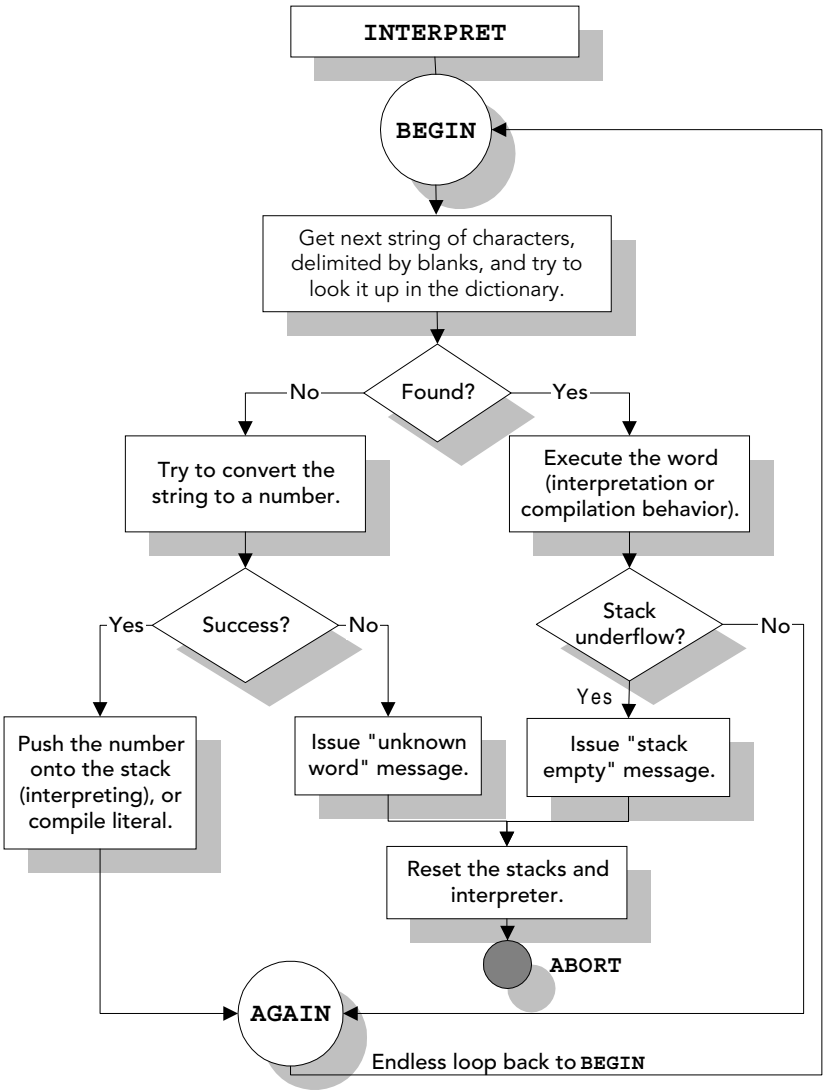 INTERPRET
BEGIN
Get next string of characters,
delimited by blanks, and try to
look it up in the dictionary.
No
Found?
Yes
Try to convert the
string to a number.
Execute the word
(interpretation or
compilation behavior).
Yes
Success?
No
Stack
underflow?
No
Yes
Push the number
onto the stack
(interpreting), or
compile literal.
Issue "unknown
word" message.
Issue "stack
empty" message.
Reset the stacks and
interpreter.
ABORT
AGAIN
Endless loop back to BEGIN